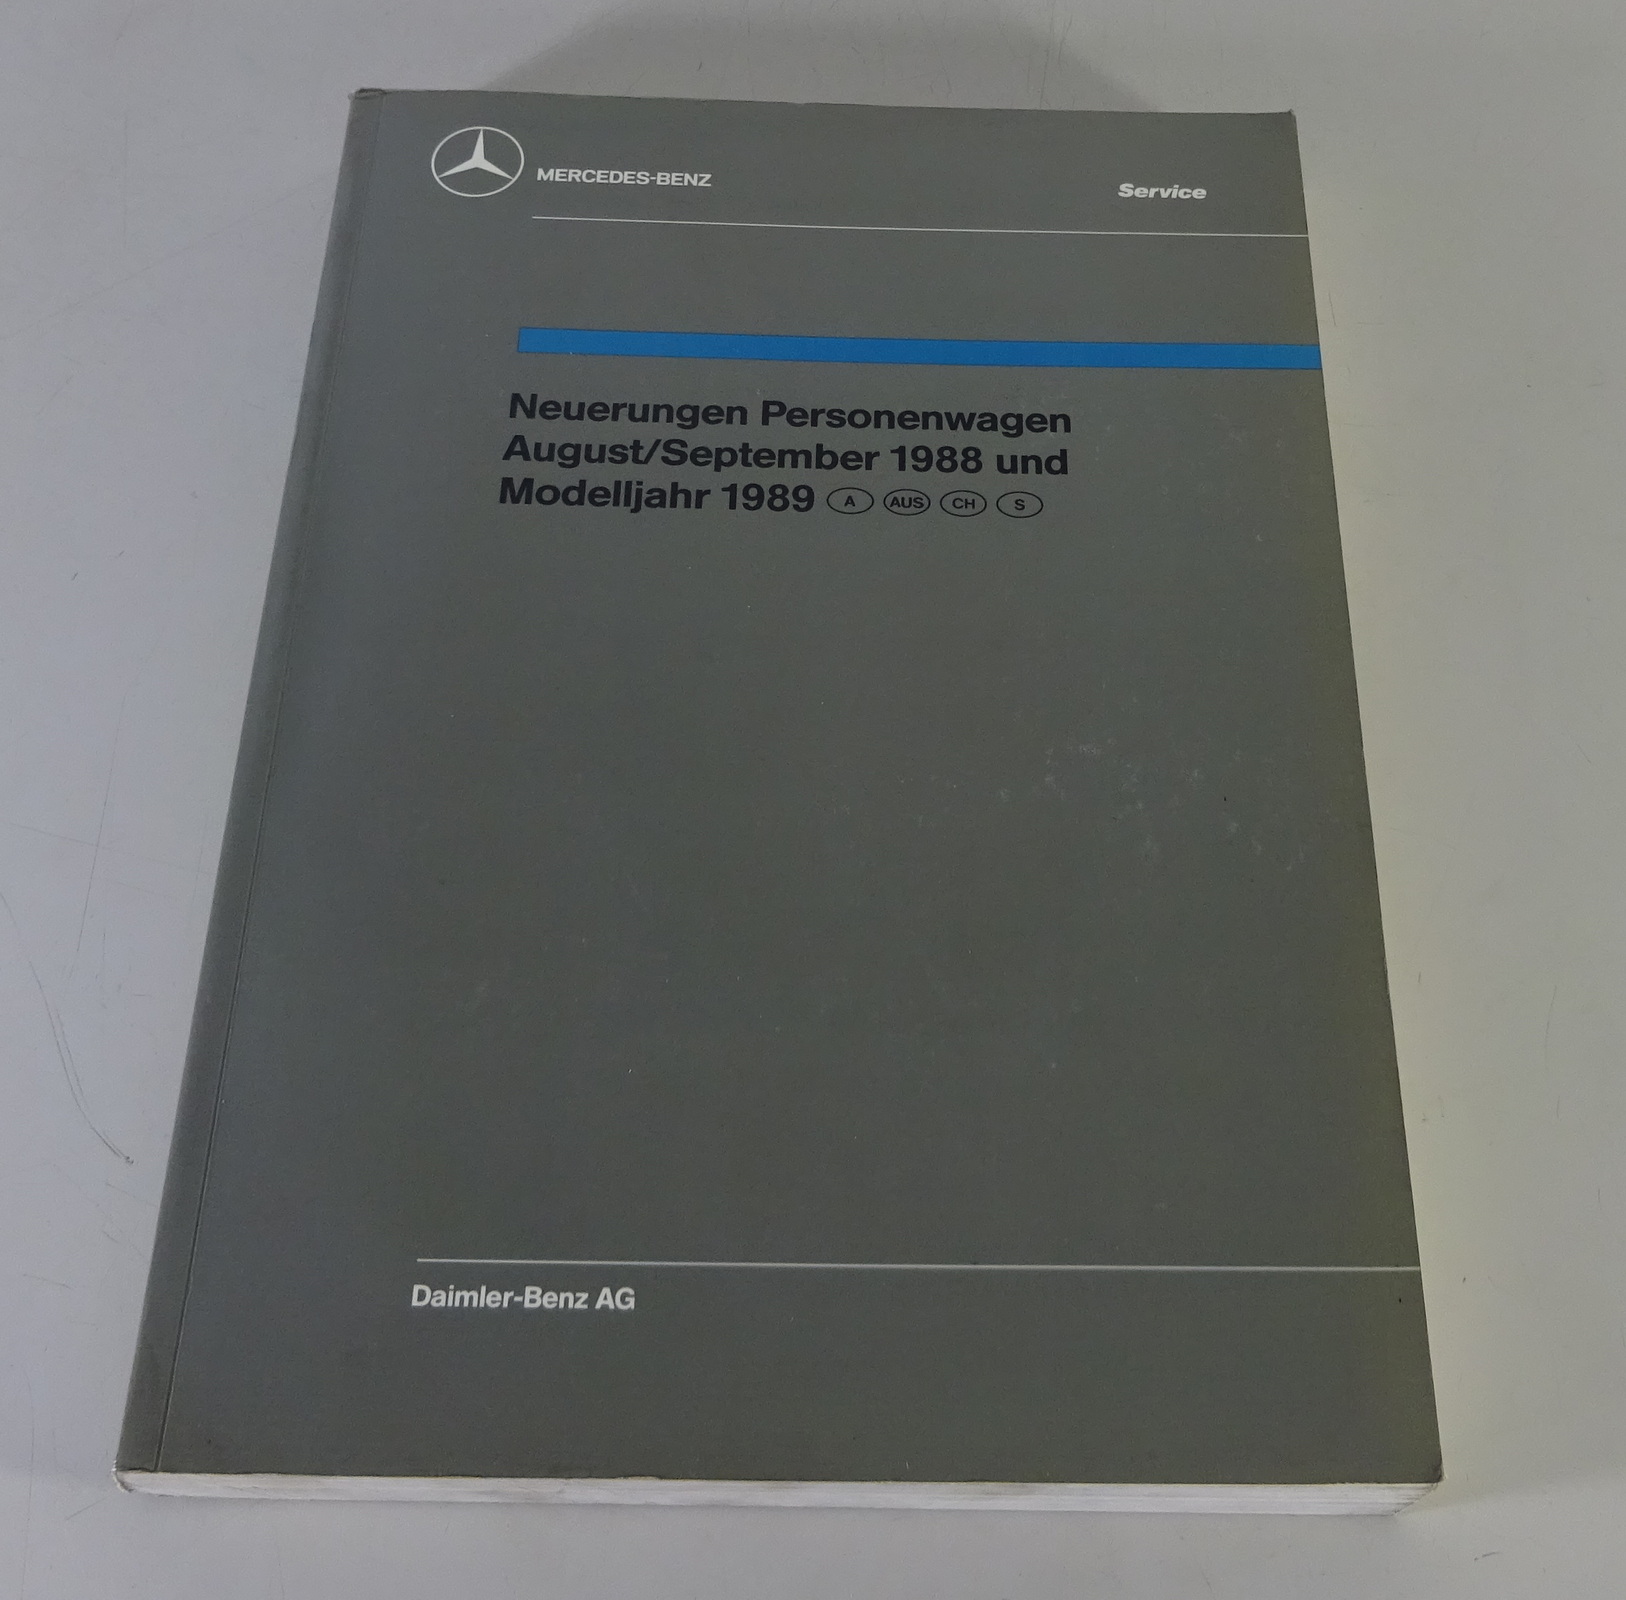 MERCEDES-BENZ
Service
Neuerungen Personenwagen
August/September 1988 und
Modelljahr 1989 A AUS CH S
Daimler-Benz AG